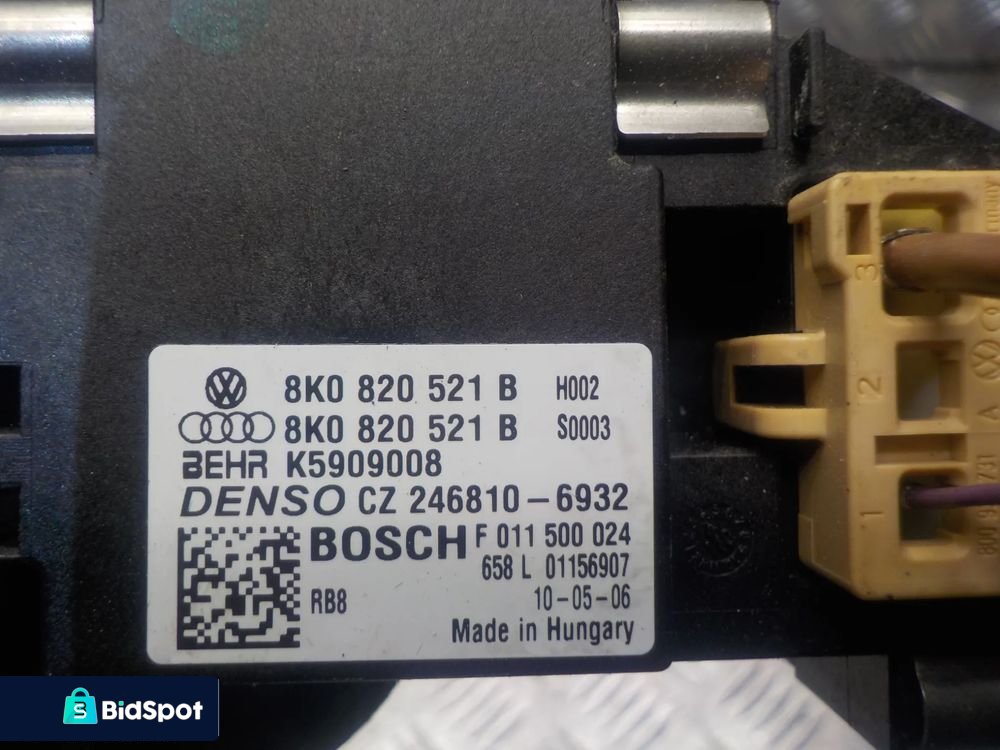 8K0 820 521 B H002
8K0 820 521 B S0003
BEHR K5909008
DENSO CZ 246810-6932
BOSCH F 011 500 024
658 L 01156907
RB8 10-05-06
Made in Hungary
3
2
1
A
BidSpot